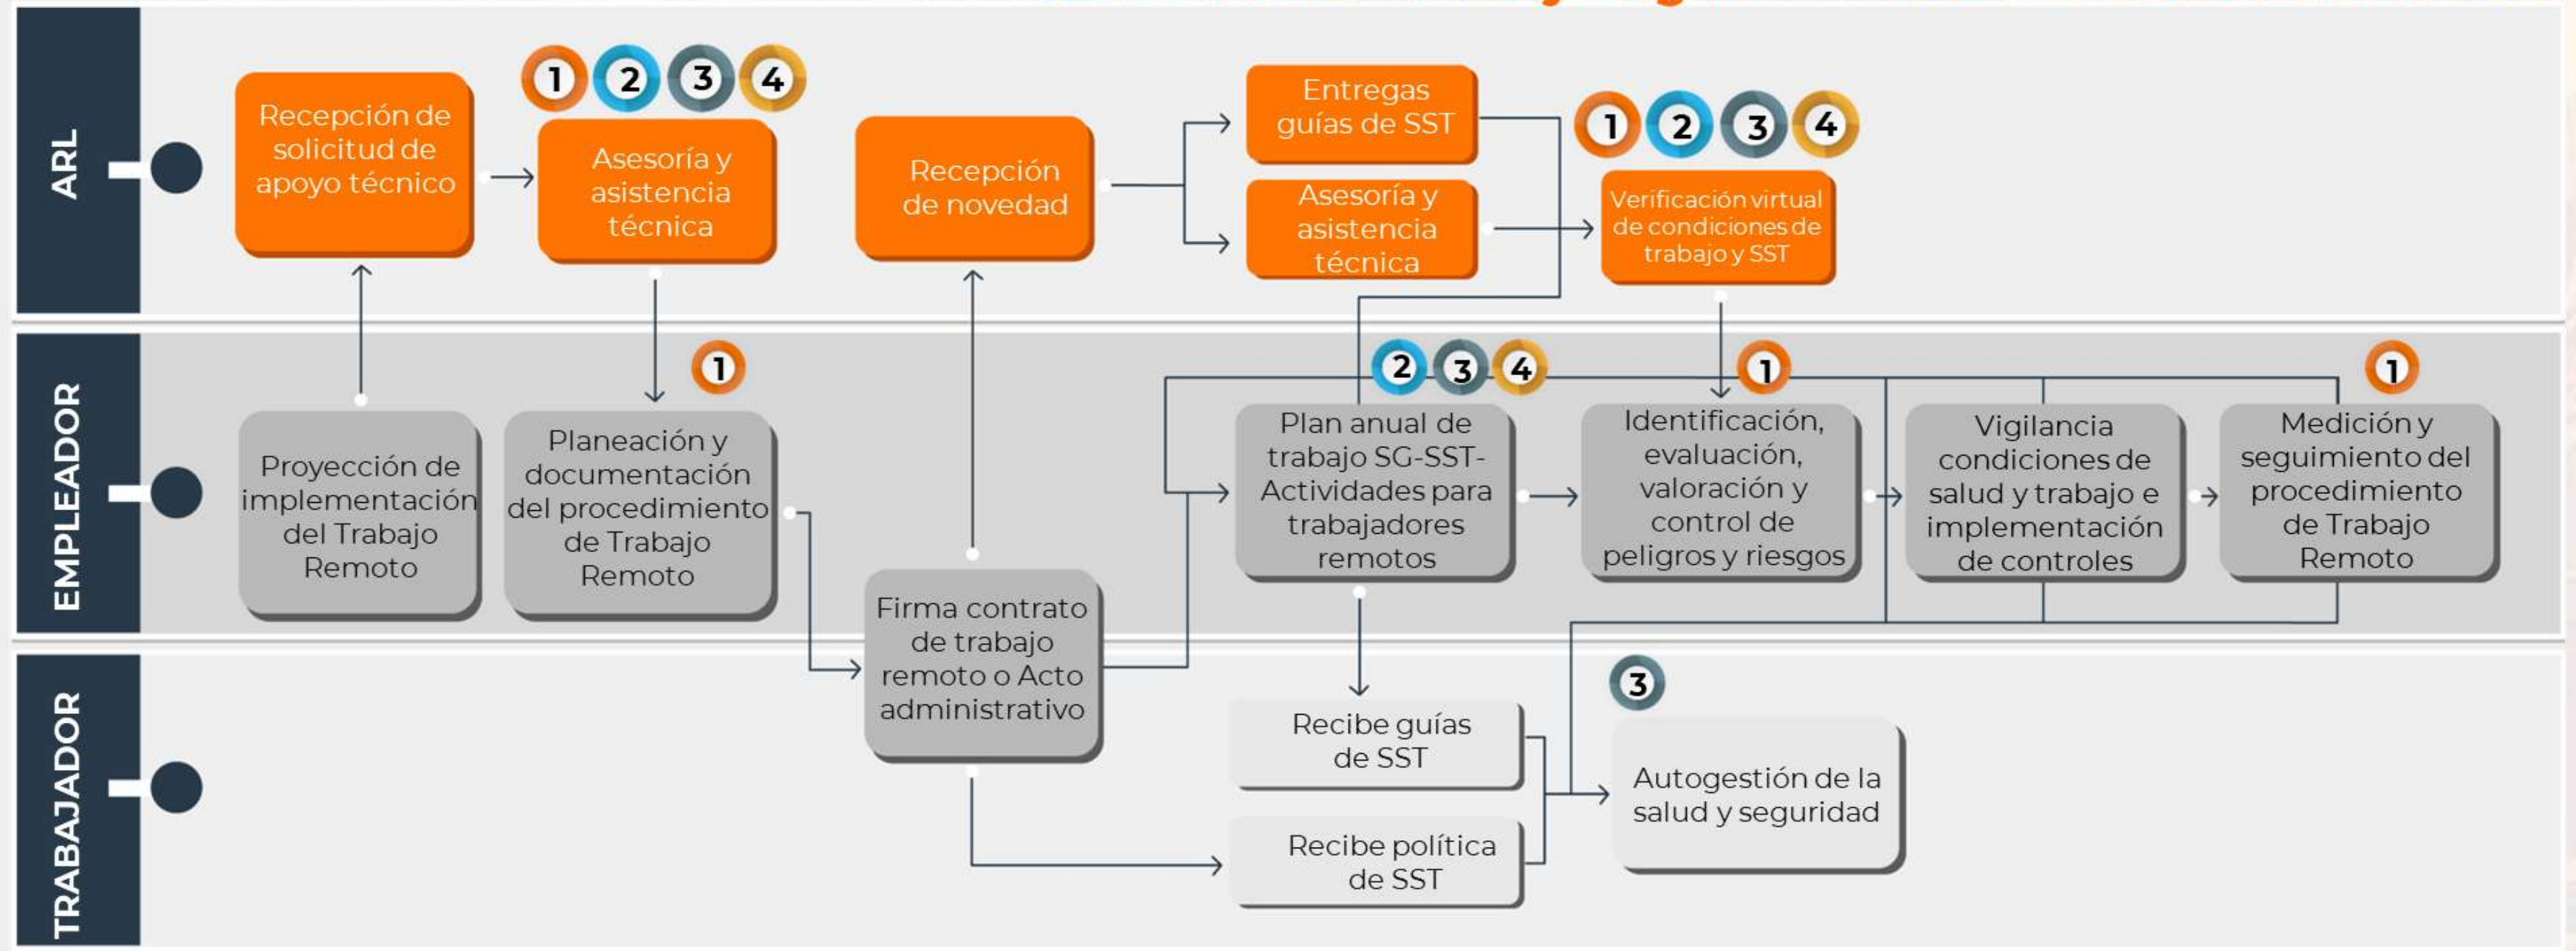 ARL
Recepción de
solicitud de
apoyo técnico
1 2 3 4
Asesoría y
asistencia
técnica
Recepción
de novedad
Entregas
guías de SST
Asesoría y
asistencia
técnica
1 2 3 4
Verificación virtual
de condiciones de
trabajo y SST
EMPLEADOR
Proyección de
implementación
del Trabajo
Remoto
1
Planeación y
documentación
del procedimiento
de Trabajo
Remoto
Firma contrato
de trabajo
remoto o Acto
administrativo
2 3 4
Plan anual de
trabajo SG-SST-
Actividades para
trabajadores
remotos
1
Identificación,
evaluación,
valoración y
control de
peligros y riesgos
Vigilancia
condiciones de
salud y trabajo e
implementación
de controles
1
Medición y
seguimiento del
procedimiento
de Trabajo
Remoto
TRABAJADOR
Recibe guías
de SST
Recibe política
de SST
3
Autogestión de la
salud y seguridad